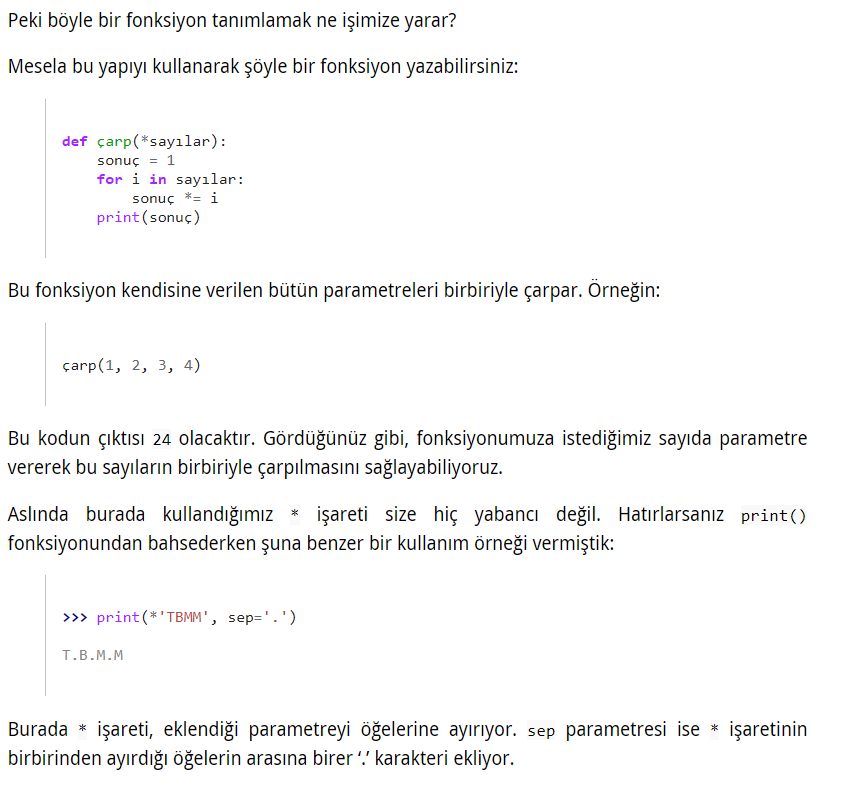 Peki böyle bir fonksiyon tanımlamak ne işimize yarar?
Mesela bu yapıyı kullanarak şöyle bir fonksiyon yazabilirsiniz:
def çarp(*sayılar):
    sonuç = 1
    for i in sayılar:
        sonuç *= i
    print(sonuç)
Bu fonksiyon kendisine verilen bütün parametreleri birbiriyle çarpar. Örneğin:
çarp(1, 2, 3, 4)
Bu kodun çıktısı 24 olacaktır. Gördüğünüz gibi, fonksiyonumuza istediğimiz sayıda parametre
vererek bu sayıların birbiriyle çarpılmasını sağlayabiliyoruz.
Aslında burada kullandığımız * işareti size hiç yabancı değil. Hatırlarsanız print()
fonksiyonundan bahsederken şuna benzer bir kullanım örneği vermiştik:
>>> print(*'TBMM', sep='.')
T.B.M.M
Burada * işareti, eklendiği parametreyi öğelerine ayırıyor. sep parametresi ise * işaretinin
birbirinden ayırdığı öğelerin arasına birer ‘.’ karakteri ekliyor.